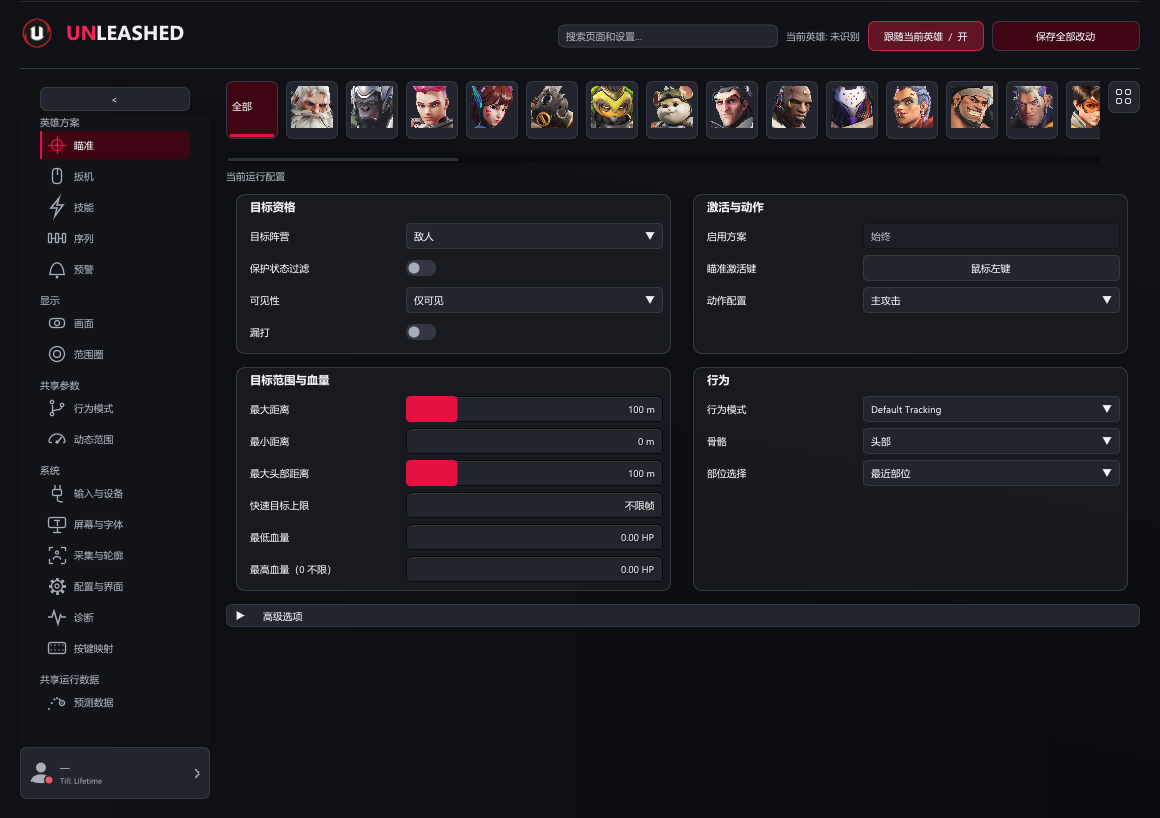 UNLEASHED
搜索页面和设置...
当前英雄: 未识别
跟随当前英雄 / 开
保存全部改动
<
英雄方案
瞄准
扳机
技能
序列
预警
显示
画面
范围圈
共享参数
行为模式
动态范围
系统
输入与设备
屏幕与字体
采集与轮廓
配置与界面
诊断
按键映射
共享运行数据
预测数据
—
Till: Lifetime
全部
当前运行配置
目标资格
目标阵营
敌人
保护状态过滤
可见性
仅可见
漏打
激活与动作
启用方案
始终
瞄准激活键
鼠标左键
动作配置
主攻击
目标范围与血量
最大距离
100 m
最小距离
0 m
最大头部距离
100 m
快速目标上限
不限帧
最低血量
0.00 HP
最高血量（0 不限）
0.00 HP
行为
行为模式
Default Tracking
骨骼
头部
部位选择
最近部位
高级选项